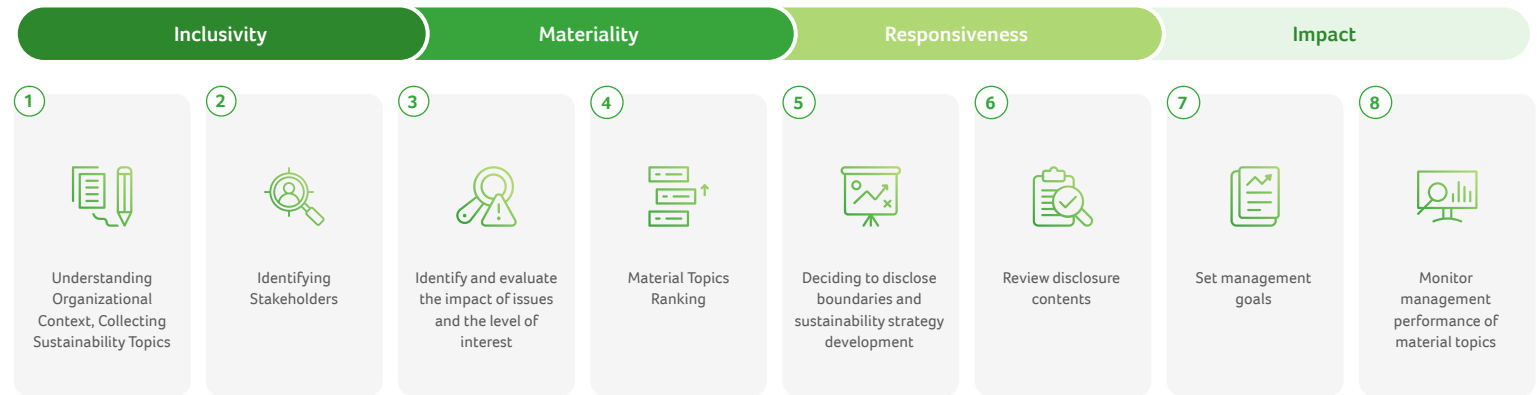 Inclusivity
Materiality
Responsiveness
Impact
1
Understanding
Organizational
Context, Collecting
Sustainability Topics
2
Identifying
Stakeholders
3
Identify and evaluate
the impact of issues
and the level of
interest
4
Material Topics
Ranking
5
Deciding to disclose
boundaries and
sustainability strategy
development
6
Review disclosure
contents
7
Set management
goals
8
Monitor
management
performance of
material topics